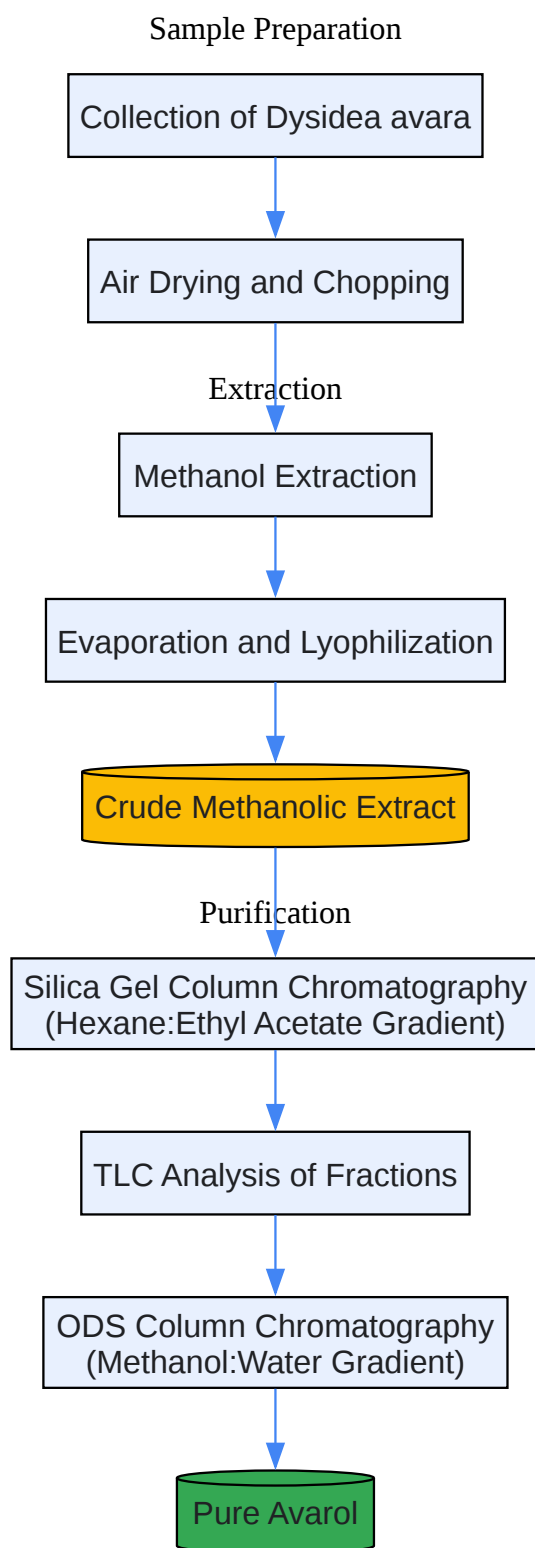 Sample Preparation
Collection of Dysidea avara
Air Drying and Chopping
Extraction
Methanol Extraction
Evaporation and Lyophilization
Crude Methanolic Extract
Purification
Silica Gel Column Chromatography
(Hexane:Ethyl Acetate Gradient)
TLC Analysis of Fractions
ODS Column Chromatography
(Methanol:Water Gradient)
Pure Avarol